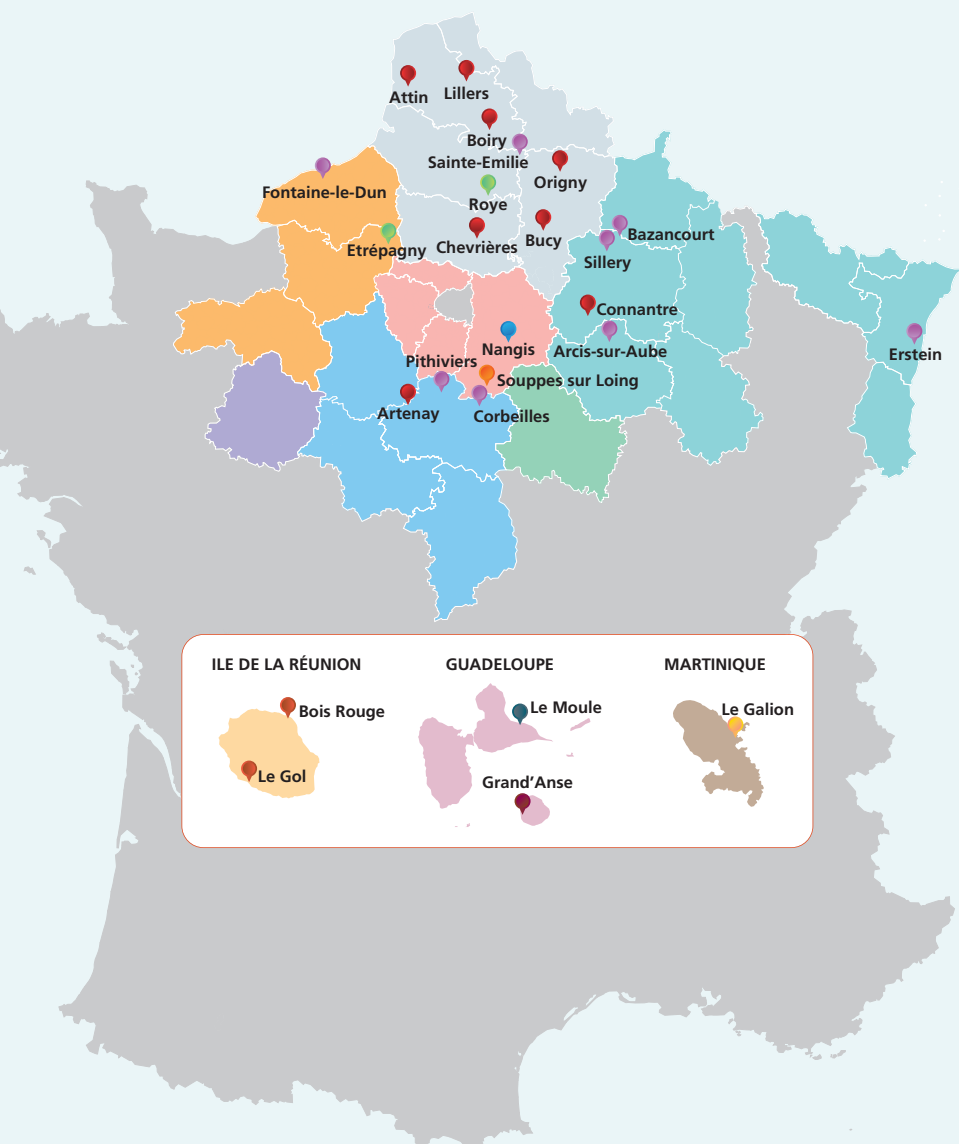 Attin
Lillers
Boiry
Sainte-Emilie
Origny
Fontaine-le-Dun
Roye
Etrépagny
Chevrières
Bucy
Bazancourt
Sillery
Connantre
Nangis
Arcis-sur-Aube
Erstein
Pithiviers
Souppes sur Loing
Artenay
Corbeilles
ILE DE LA RÉUNION
Bois Rouge
Le Gol
GUADELOUPE
Le Moule
Grand'Anse
MARTINIQUE
Le Galion